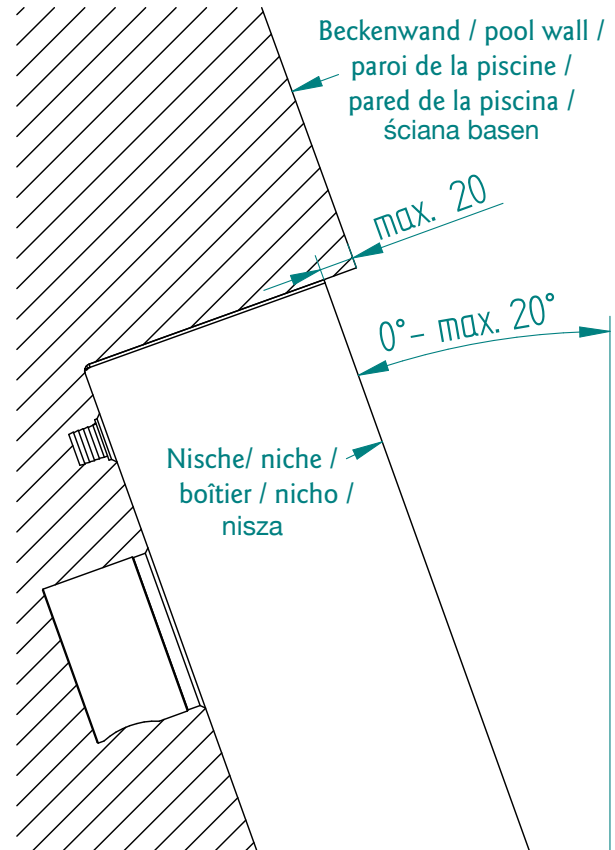 Beckenwand / pool wall /
paroi de la piscine /
pared de la piscina /
ściana basen
max. 20
0°- max. 20°
Nische/ niche /
boîtier / nicho /
nisza